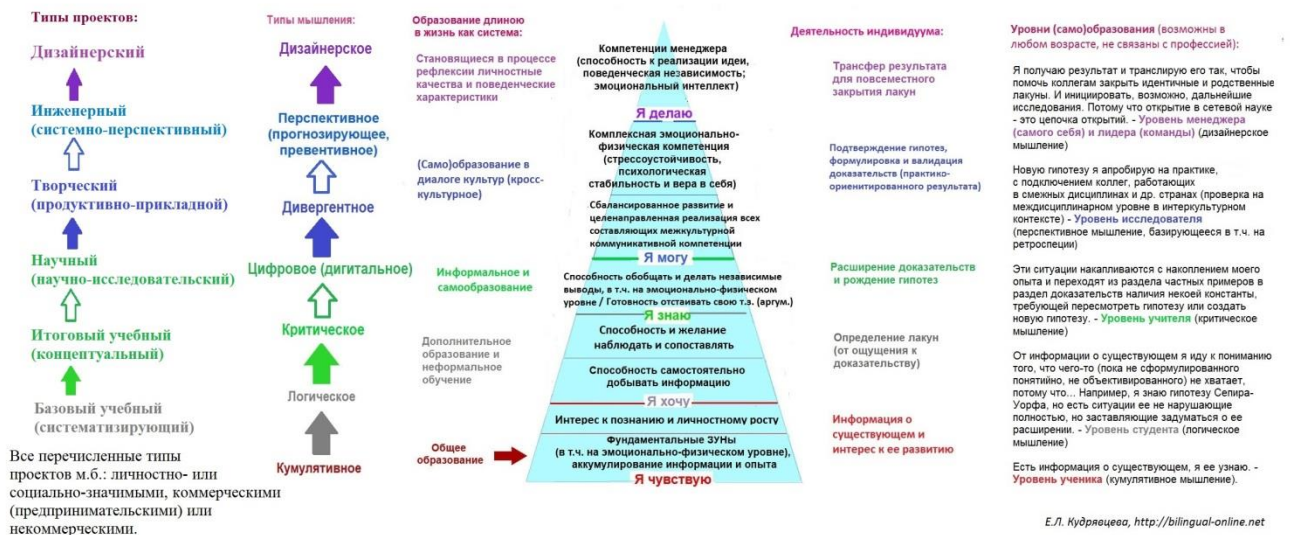 Типы проектов:
Дизайнерский
Инженерный
(системно-перспективный)
Творческий
(продуктивно-прикладной)
Научный
(научно-исследовательский)
Итоговый учебный
(концептуальный)
Базовый учебный
(систематизирующий)
Все перечисленные типы
проектов м.б.: личностно- или
социально-значимыми, коммерческими
(предпринимательскими) или
некоммерческими.
Типы мышления:
Дизайнерское
Перспективное
(прогнозирующее,
превентивное)
Дивергентное
Цифровое (дигитальное)
Критическое
Логическое
Кумулятивное
Образование длиною
в жизнь как система:
Становящиеся в процессе
рефлексии личностные
качества и поведенческие
характеристики
(Само)образование в
диалоге культур (кросс-
культурное)
Информальное и
самообразование
Дополнительное
образование и
неформальное
обучение
Общее
образование
Компетенции менеджера
(способность к реализации идеи,
поведенческая независимость;
эмоциональный интеллект)
Я делаю
Комплексная эмоционально-
физическая компетенция
(стрессоустойчивость,
психологическая
стабильность и вера в себя)
Сбалансированное развитие и
целенаправленная реализация всех
составляющих межкультурной
коммуникативной компетенции
Я могу
Способность обобщать и делать независимые
выводы, в т.ч. на эмоционально-физическом
уровне / Готовность отстаивать свою т.з. (аргум.)
Я знаю
Способность и желание
наблюдать и сопоставлять
Способность самостоятельно
добывать информацию
Я хочу
Интерес к познанию и личностному росту
Фундаментальные ЗУНы
(в т.ч. на эмоционально-физическом уровне),
аккумулирование информации и опыта
Я чувствую
Деятельность индивидуума:
Трансфер результата
для повсеместного
закрытия лакун
Подтверждение гипотез,
формулировка и валидация
доказательств (практико-
ориентированного результата)
Расширение доказательств
и рождение гипотез
Определение лакун
(от ощущения к
доказательству)
Информация о
существующем и
интерес к ее развитию
Уровни (само)образования (возможны в
любом возрасте, не связаны с профессией):
Я получаю результат и транслирую его так, чтобы
помочь коллегам закрыть идентичные и родственные
лакуны. И инициировать, возможно, дальнейшие
исследования. Потому что открытие в сетевой науке
- это цепочка открытий. - Уровень менеджера
(самого себя) и лидера (команды) (дизайнерское
мышление)
Новую гипотезу я апробирую на практике,
с подключением коллег, работающих
в смежных дисциплинах и др. странах (проверка на
междисциплинарном уровне в интеркультурном
контексте) - Уровень исследователя
(перспективное мышление, базирующееся в т.ч. на
ретроспеции)
Эти ситуации накапливаются с накоплением моего
опыта и переходят из раздела частных примеров в
раздел доказательств наличия некоей константы,
требующей пересмотреть гипотезу или создать
новую гипотезу. - Уровень учителя (критическое
мышление)
От информации о существующем я иду к пониманию
того, что чего-то (пока не сформулированного
понятийно, не объективированного) не хватает,
потому что... Например, я знаю гипотезу Сепира-
Уорфа, но есть ситуации ее не нарушающие
полностью, но заставляющие задуматься о ее
расширении. - Уровень студента (логическое
мышление)
Есть информация о существующем, я ее узнаю. -
Уровень ученика (кумулятивное мышление).
Е.Л. Кудрявцева, http://bilingual-online.net